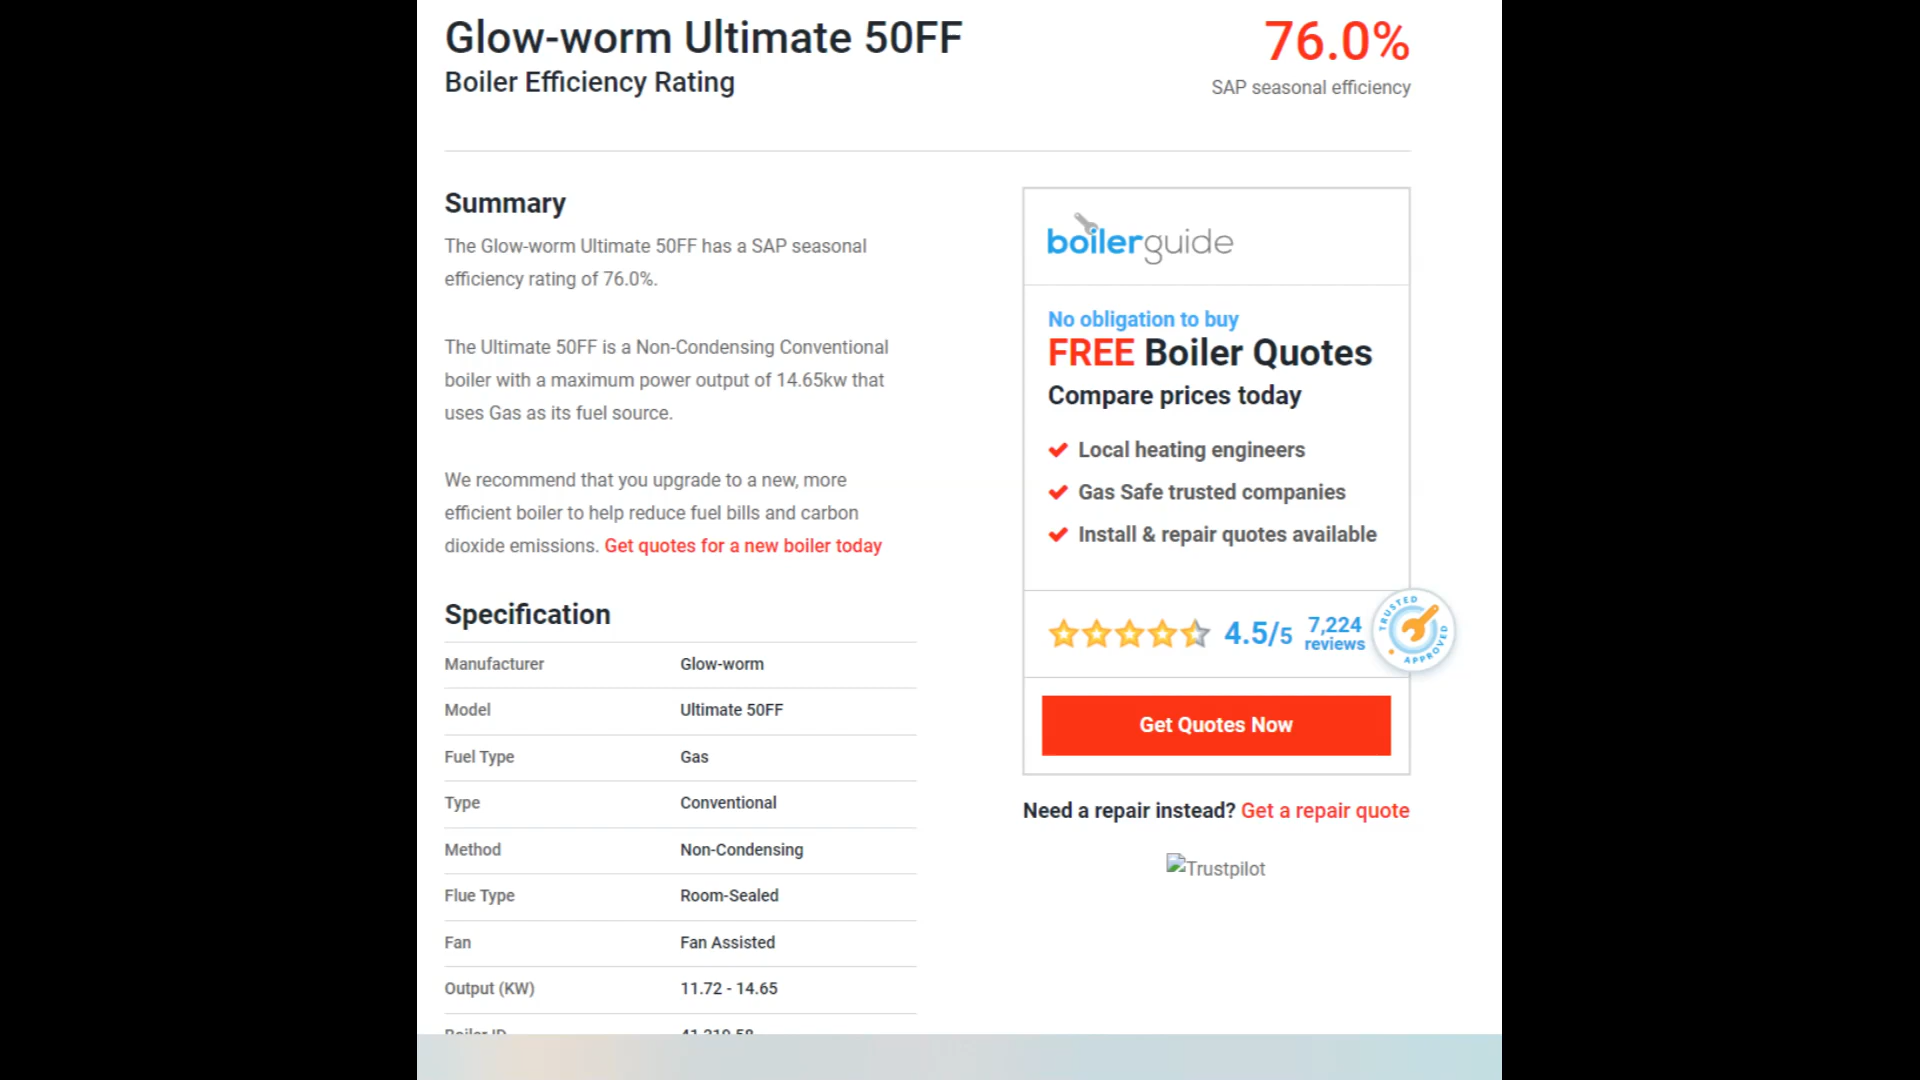 Glow-worm Ultimate 50FF
Boiler Efficiency Rating
76.0%
SAP seasonal efficiency
Summary
The Glow-worm Ultimate 50FF has a SAP seasonal
efficiency rating of 76.0%.
The Ultimate 50FF is a Non-Condensing Conventional
boiler with a maximum power output of 14.65kw that
uses Gas as its fuel source.
We recommend that you upgrade to a new, more
efficient boiler to help reduce fuel bills and carbon
dioxide emissions. Get quotes for a new boiler today
Specification
Manufacturer Glow-worm
Model Ultimate 50FF
Fuel Type Gas
Type Conventional
Method Non-Condensing
Flue Type Room-Sealed
Fan Fan Assisted
Output (KW) 11.72 - 14.65
boilerguide
No obligation to buy
FREE Boiler Quotes
Compare prices today
Local heating engineers
Gas Safe trusted companies
Install & repair quotes available
4.5/5
7,224
reviews
TRUSTED
APPROVED
Get Quotes Now
Need a repair instead? Get a repair quote
Trustpilot